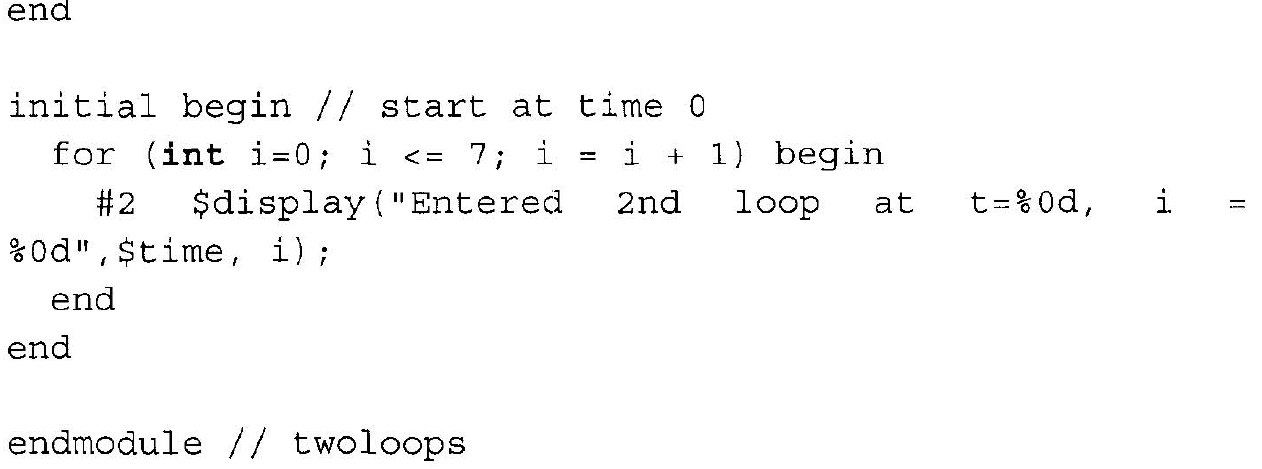 end
initial begin // start at time 0
for (int i=0; i <= 7; i = i + 1) begin
#2 $display("Entered 2nd loop at t=%0d, i =
%0d",$time, i);
end
end
endmodule // twoloops